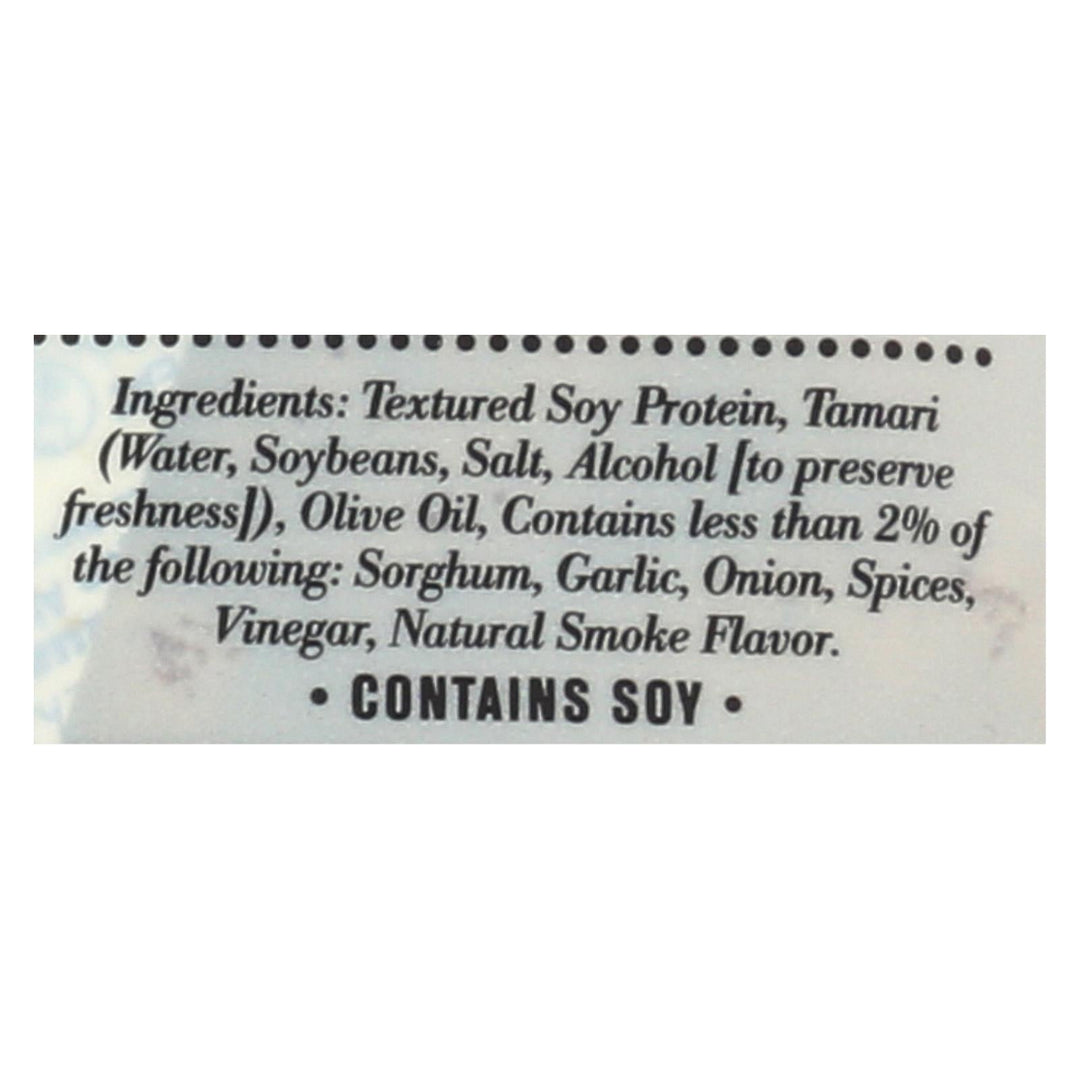 Ingredients: Textured Soy Protein, Tamari
(Water, Soybeans, Salt, Alcohol [to preserve
freshness]), Olive Oil, Contains less than 2% of
the following: Sorghum, Garlic, Onion, Spices,
Vinegar, Natural Smoke Flavor.
• CONTAINS SOY •